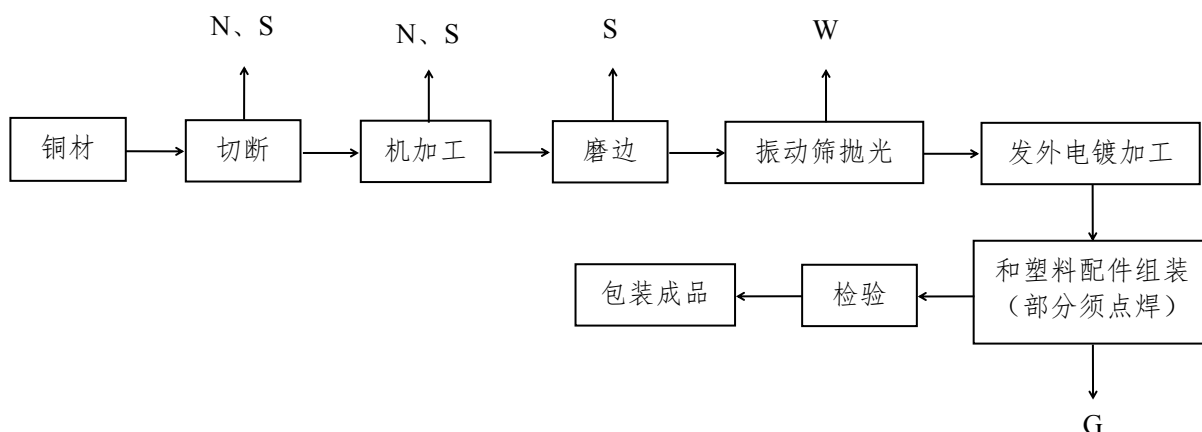 N、S
N、S
S
W
铜材
切断
机加工
磨边
振动筛抛光
发外电镀加工
和塑料配件组装
（部分须点焊）
检验
包装成品
G